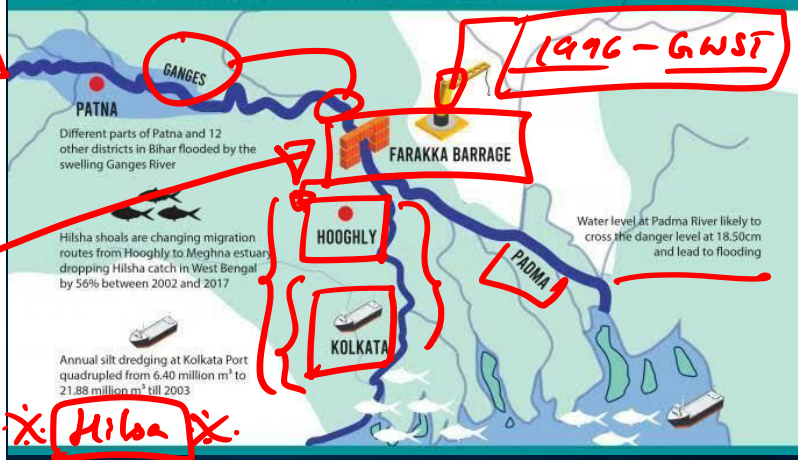 1996 - GWST
GANGES
PATNA
Different parts of Patna and 12
other districts in Bihar flooded by the
swelling Ganges River
FARAKKA BARRAGE
Hilsha shoals are changing migration
routes from Hooghly to Meghna estuary
dropping Hilsha catch in West Bengal
by 56% between 2002 and 2017
HOOGHLY
Water level at Padma River likely to
cross the danger level at 18.50cm
and lead to flooding
PADMA
KOLKATA
Annual silt dredging at Kolkata Port
quadrupled from 6.40 million m³ to
21.88 million m³ till 2003
Hilsa